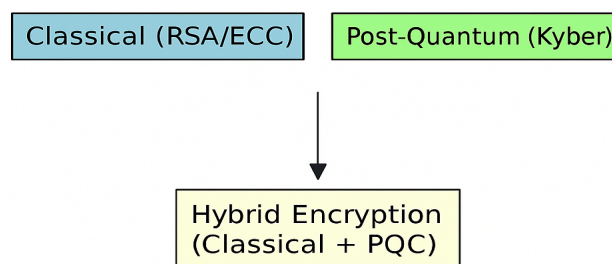 Classical (RSA/ECC)
Post-Quantum (Kyber)
Hybrid Encryption
(Classical + PQC)